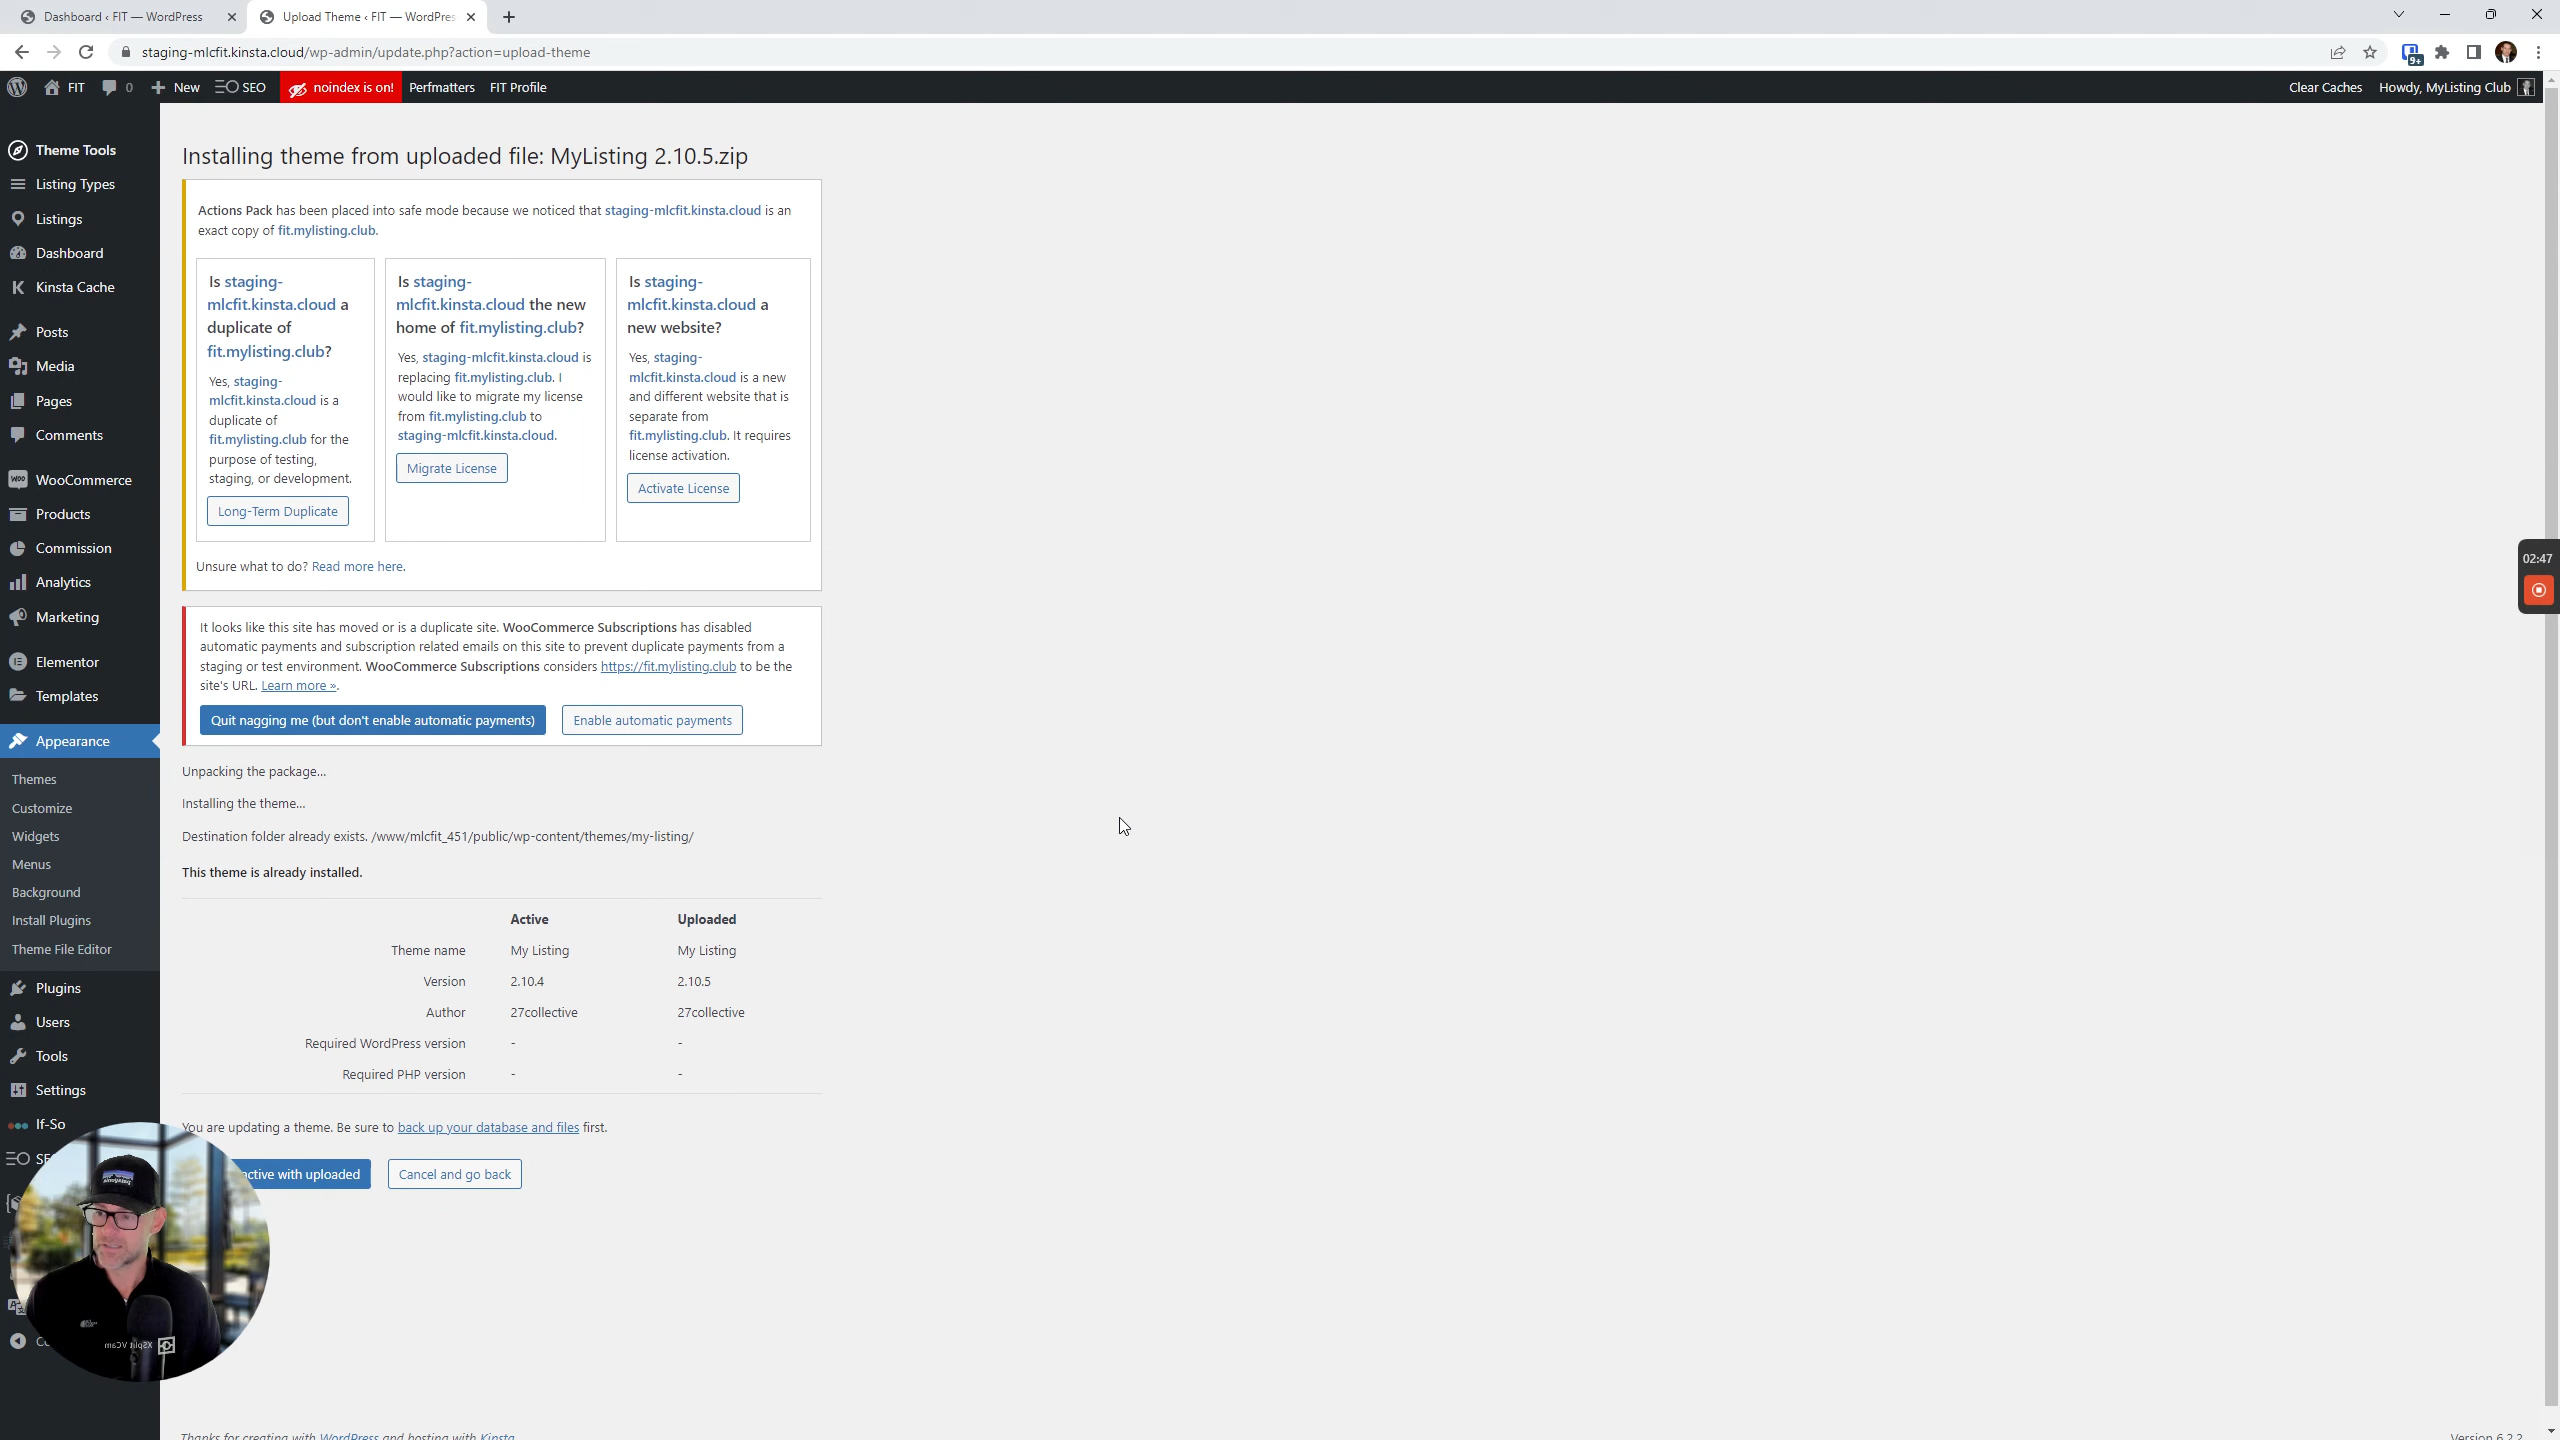 Dashboard ‹ FIT — WordPress
Upload Theme ‹ FIT — WordPres
staging-mlcfit.kinsta.cloud/wp-admin/update.php?action=upload-theme
9+
FIT
0
New
SEO
noindex is on!
Perfmatters
FIT Profile
Clear Caches
Howdy, MyListing Club
Theme Tools
Listing Types
Listings
Dashboard
Kinsta Cache
Posts
Media
Pages
Comments
WooCommerce
Products
Commission
Analytics
Marketing
Elementor
Templates
Appearance
Themes
Customize
Widgets
Menus
Background
Install Plugins
Theme File Editor
Plugins
Users
Tools
Settings
If-So
Installing theme from uploaded file: MyListing 2.10.5.zip
Actions Pack has been placed into safe mode because we noticed that staging-mlcfit.kinsta.cloud is an
exact copy of fit.mylisting.club.
Is staging-
mlcfit.kinsta.cloud a
duplicate of
fit.mylisting.club?
Yes, staging-
mlcfit.kinsta.cloud is a
duplicate of
fit.mylisting.club for the
purpose of testing,
staging, or development.
Long-Term Duplicate
Is staging-
mlcfit.kinsta.cloud the new
home of fit.mylisting.club?
Yes, staging-mlcfit.kinsta.cloud is
replacing fit.mylisting.club. I
would like to migrate my license
from fit.mylisting.club to
staging-mlcfit.kinsta.cloud.
Migrate License
Is staging-
mlcfit.kinsta.cloud a
new website?
Yes, staging-
mlcfit.kinsta.cloud is a new
and different website that is
separate from
fit.mylisting.club. It requires
license activation.
Activate License
Unsure what to do? Read more here.
It looks like this site has moved or is a duplicate site. WooCommerce Subscriptions has disabled
automatic payments and subscription related emails on this site to prevent duplicate payments from a
staging or test environment. WooCommerce Subscriptions considers https://fit.mylisting.club to be the
site's URL. Learn more ».
Quit nagging me (but don't enable automatic payments)
Enable automatic payments
Unpacking the package…
Installing the theme…
Destination folder already exists. /www/mlcfit_451/public/wp-content/themes/my-listing/
This theme is already installed.
Active Uploaded
Theme name My Listing My Listing
Version 2.10.4 2.10.5
Author 27collective 27collective
Required WordPress version - -
Required PHP version - -
You are updating a theme. Be sure to back up your database and files first.
active with uploaded
Cancel and go back
02:47
XSplit VCam
Thanks for creating with WordPress and hosting with Kinsta
Version 6.2.2